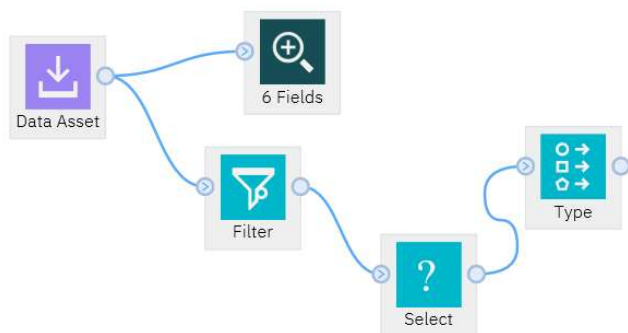 Data Asset
6 Fields
Filter
Type
?
Select